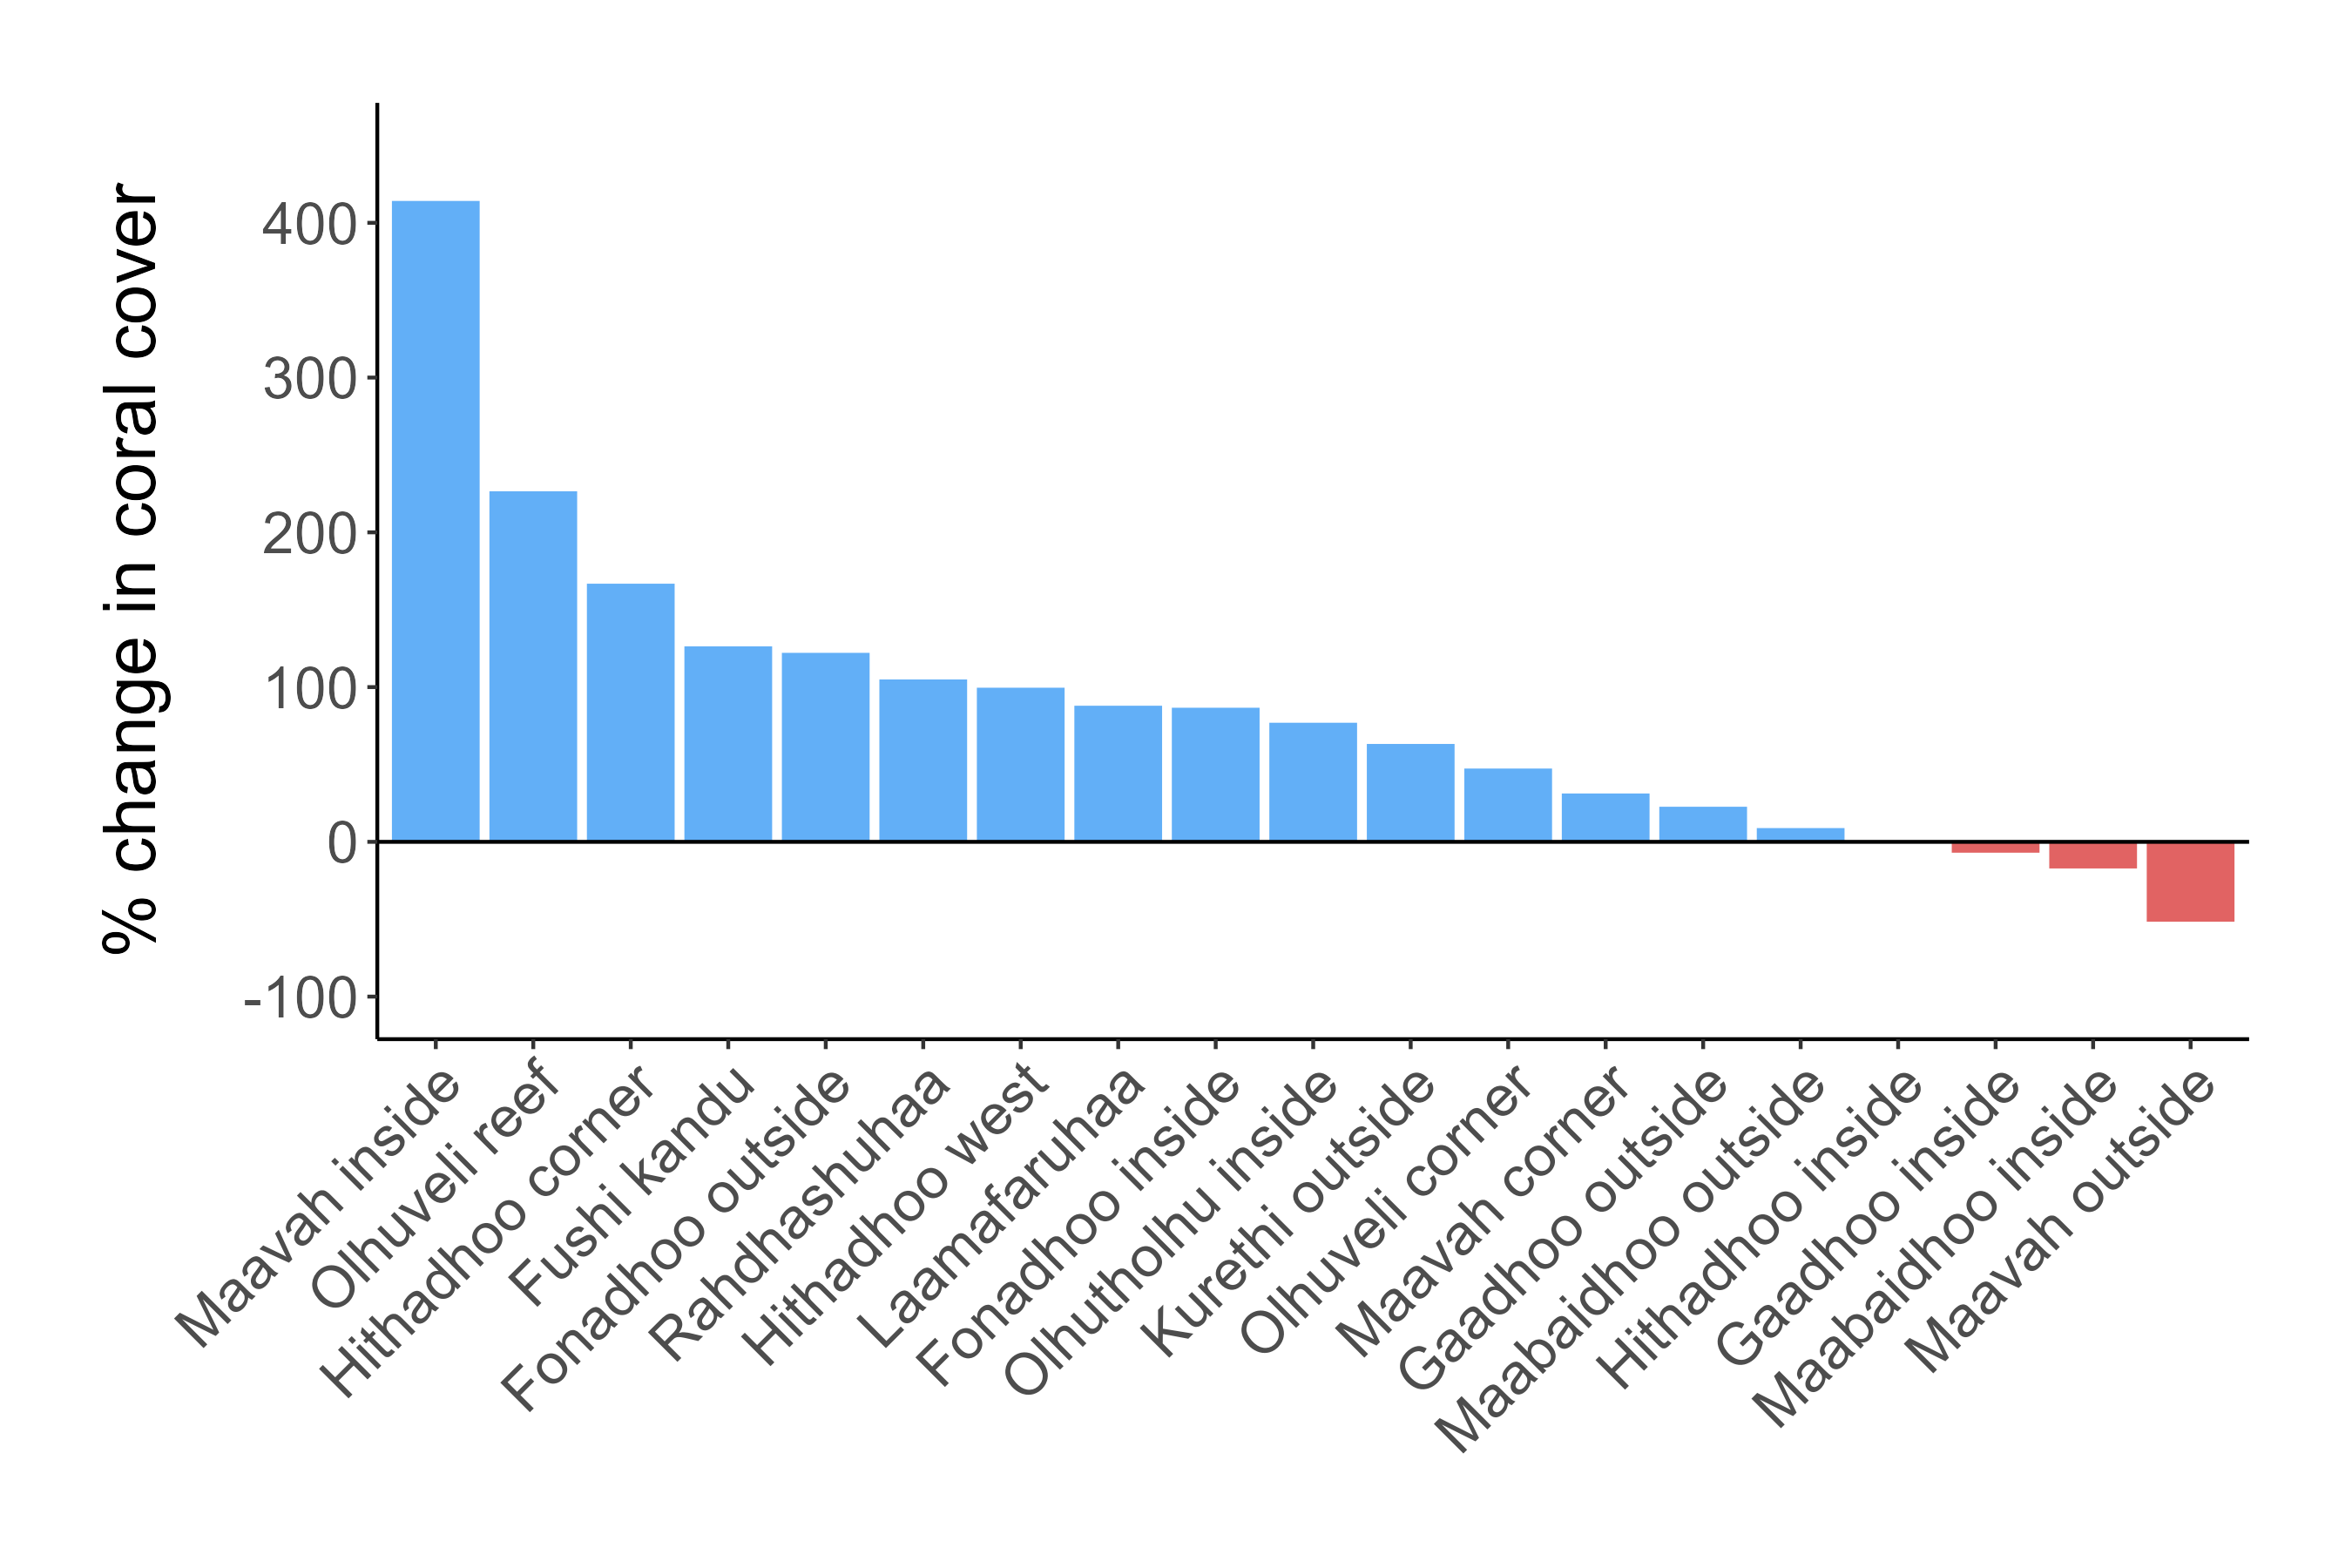 % change in coral cover
400
300
200
100
0
-100
Maavah inside
Olhuveli reef
Hithadhoo corner
Fushi kandu
Fonadhoo outside
Rahdhashuhaa
Hithadhoo west
Laamafaruhaa
Fonadhoo inside
Olhutholhu inside
Kurethi outside
Olhuveli corner
Maavah corner
Gaadhoo outside
Maabaidhoo outside
Hithadhoo inside
Gaadhoo inside
Maabaidhoo inside
Maavah outside